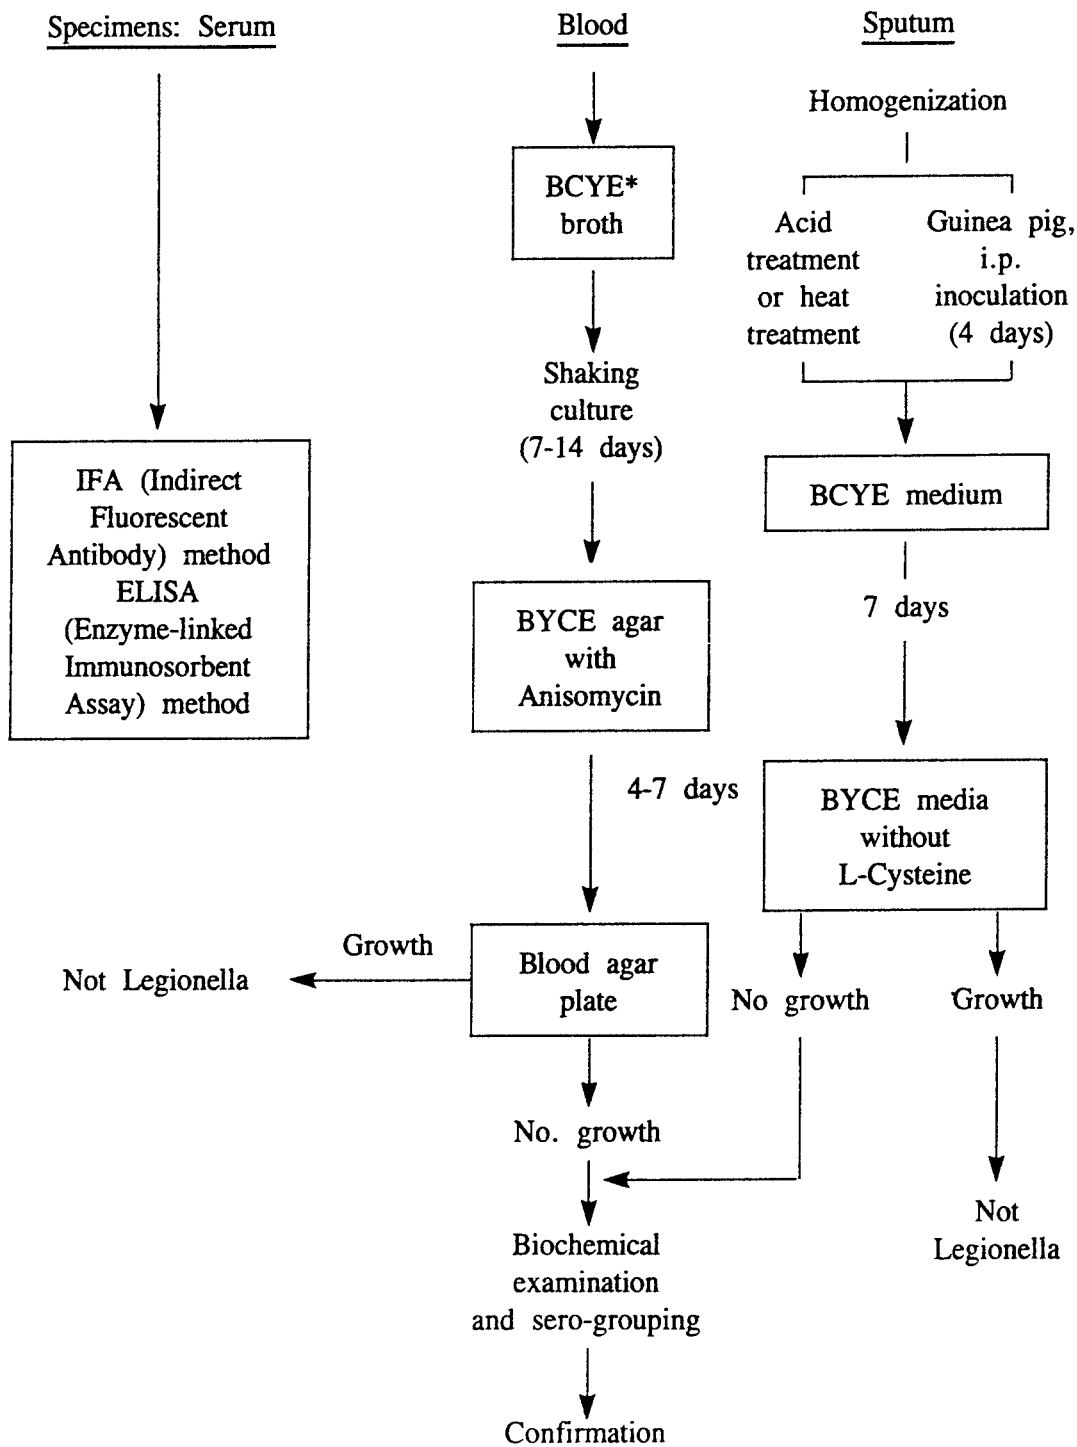 Specimens: Serum
IFA (Indirect
Fluorescent
Antibody) method
ELISA
(Enzyme-linked
Immunosorbent
Assay) method
Blood
BCYE*
broth
Shaking
culture
(7-14 days)
BYCE agar
with
Anisomycin
4-7 days
Blood agar
plate
Growth
Not Legionella
No. growth
Biochemical
examination
and sero-grouping
Confirmation
Sputum
Homogenization
Acid
treatment
or heat
treatment
Guinea pig,
i.p.
inoculation
(4 days)
BCYE medium
7 days
BYCE media
without
L-Cysteine
No growth
Growth
Not
Legionella